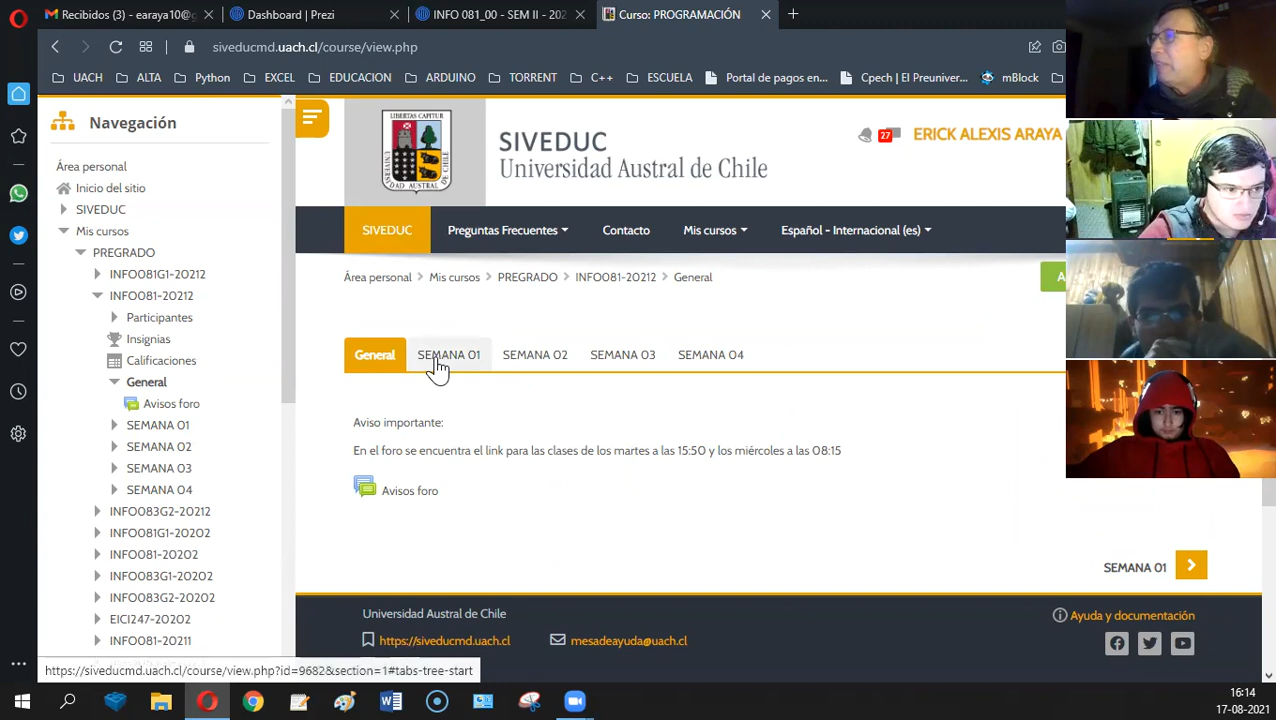 Recibidos (3) - earaya10@g
Dashboard | Prezi
INFO 081_00 - SEM II - 202
Curso: PROGRAMACIÓN
siveducmd.uach.cl/course/view.php
UACH
ALTA
Python
EXCEL
EDUCACION
ARDUINO
TORRENT
C++
ESCUELA
Portal de pagos en...
Cpech | El Preuniver...
mBlock
Navegación
Área personal
Inicio del sitio
SIVEDUC
Mis cursos
PREGRADO
INFO081G1-20212
INFO081-20212
Participantes
Insignias
Calificaciones
General
Avisos foro
SEMANA 01
SEMANA 02
SEMANA 03
SEMANA 04
INFO083G2-20212
INFO081G1-20202
INFO081-20202
INFO083G1-20202
INFO083G2-20202
EICI247-20202
INFO081-20211
LIBERTAS CAPITUR
SIVEDUC
Universidad Austral de Chile
27
ERICK ALEXIS ARAYA
SIVEDUC
Preguntas Frecuentes
Contacto
Mis cursos
Español - Internacional (es)
Área personal
Mis cursos
PREGRADO
INFO081-20212
General
A
General
SEMANA 01
SEMANA 02
SEMANA 03
SEMANA 04
Aviso importante:
En el foro se encuentra el link para las clases de los martes a las 15:50 y los miércoles a las 08:15
Avisos foro
SEMANA 01
Universidad Austral de Chile
https://siveducmd.uach.cl
mesadeayuda@uach.cl
Ayuda y documentación
https://siveducmd.uach.cl/course/view.php?id=9682&section=1#tabs-tree-start
16:14
17-08-2021